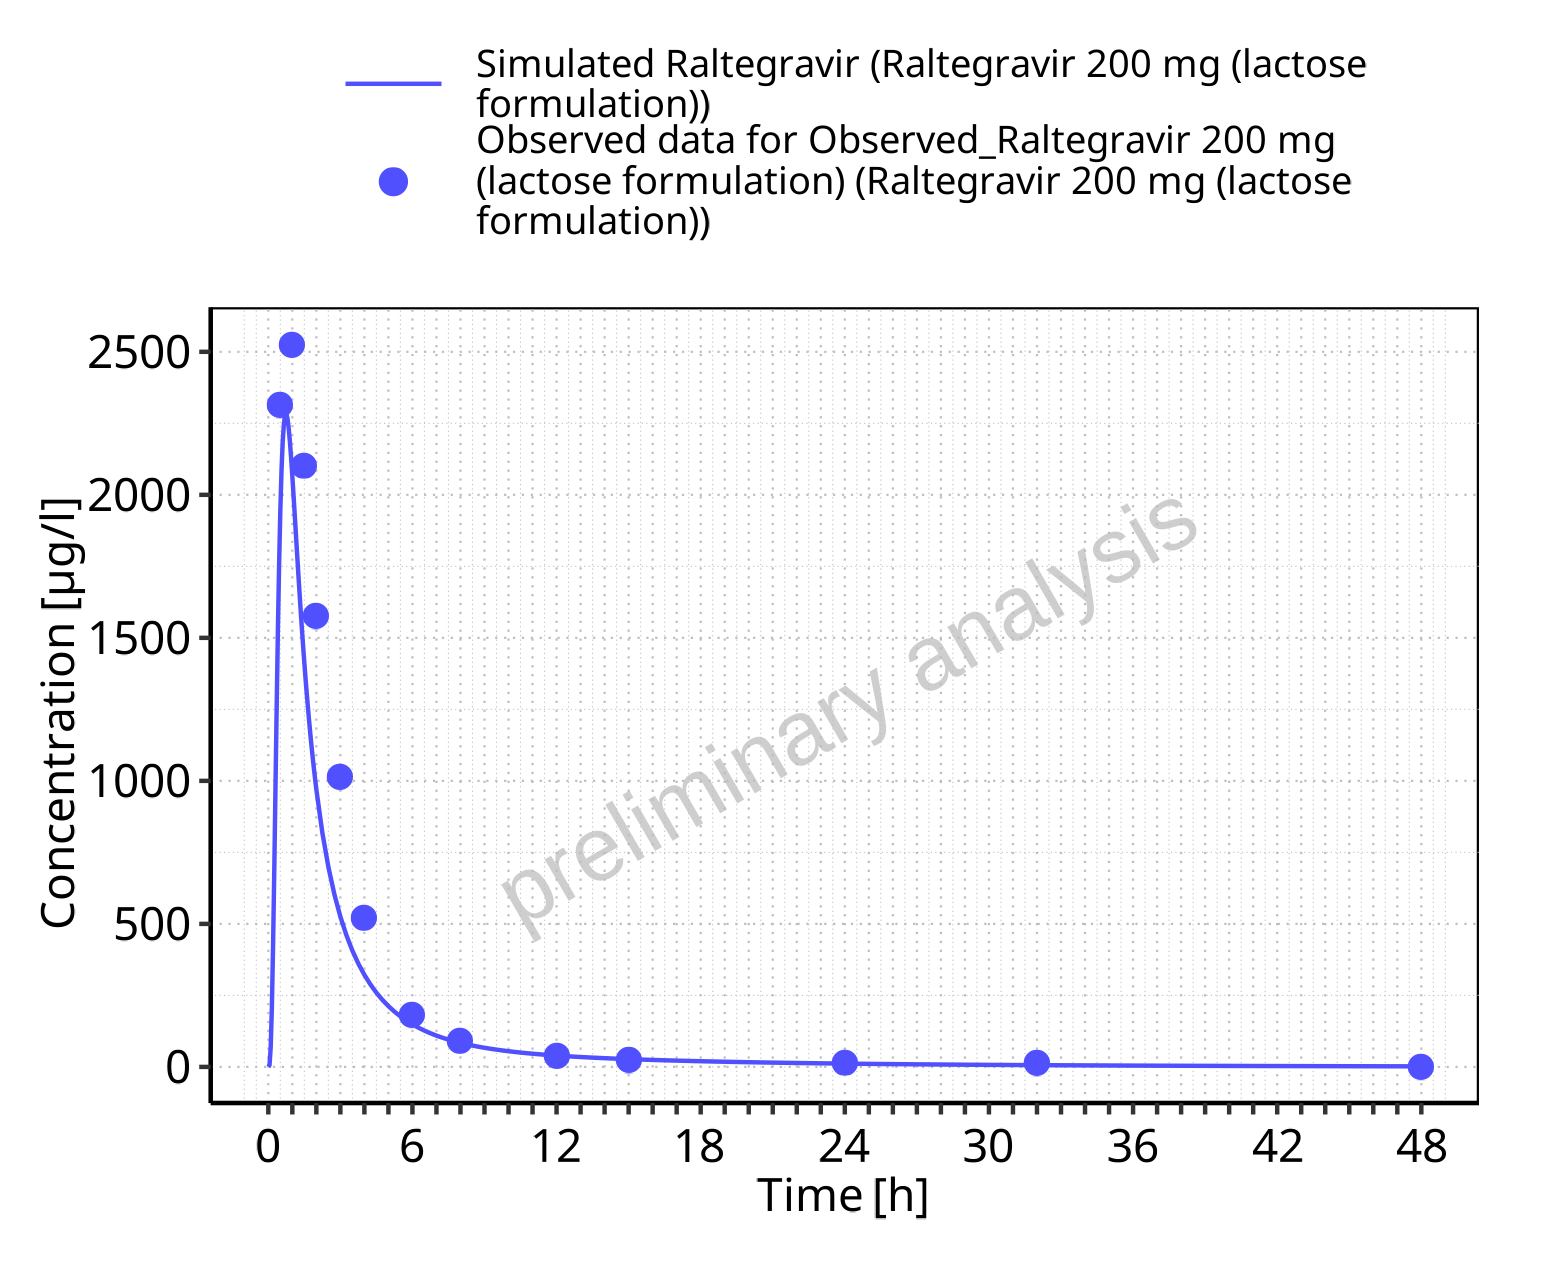 Simulated Raltegravir (Raltegravir 200 mg (lactose
formulation))
Observed data for Observed_Raltegravir 200 mg
(lactose formulation) (Raltegravir 200 mg (lactose
formulation))
2500
2000
1500
1000
500
0
Concentration [µg/l]
preliminary analysis
0 6 12 18 24 30 36 42 48
Time [h]